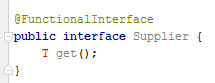 @FunctionalInterface
public interface Supplier {
    T get();
}